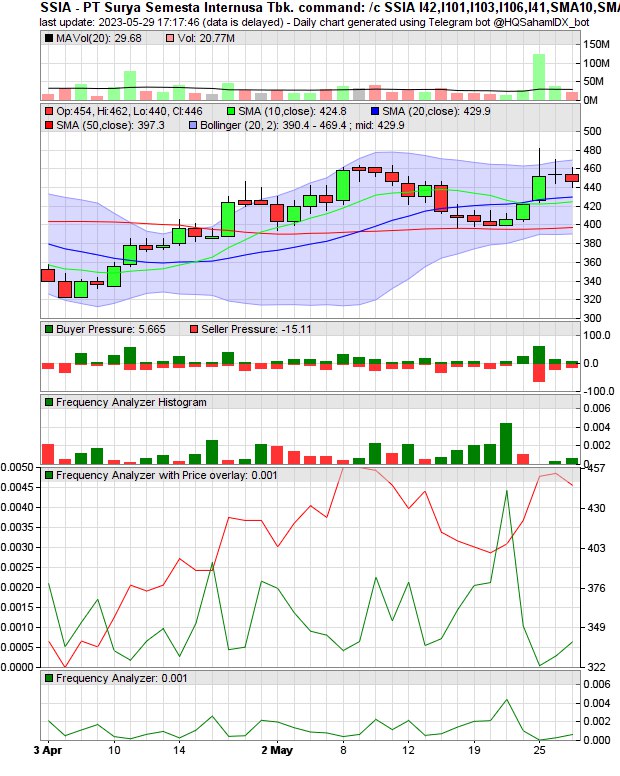 SSIA - PT Surya Semesta Internusa Tbk. command: /c SSIA I42,I101,I103,I106,I41,SMA10,SMA
last update: 2023-05-29 17:17:46 (data is delayed) - Daily chart generated using Telegram bot @HQSahamIDX_bot
MAVol(20): 29.68 Vol: 20.77M
150M
100M
50M
0M
Op:454, Hi:462, Lo:440, Cl:446 SMA (10,close): 424.8 SMA (20,close): 429.9
SMA (50,close): 397.3 Bollinger (20, 2): 390.4 - 469.4 ; mid: 429.9
500
480
460
440
420
400
380
360
340
320
300
Buyer Pressure: 5.665 Seller Pressure: -15.11
100.0
0.0
-100.0
Frequency Analyzer Histogram
0.006
0.004
0.002
0
Frequency Analyzer with Price overlay: 0.001
0.0050
0.0045
0.0040
0.0035
0.0030
0.0025
0.0020
0.0015
0.0010
0.0005
0.0000
457
430
403
376
349
322
Frequency Analyzer: 0.001
0.006
0.004
0.002
0.000
3 Apr 10 14 2 May 8 12 19 25